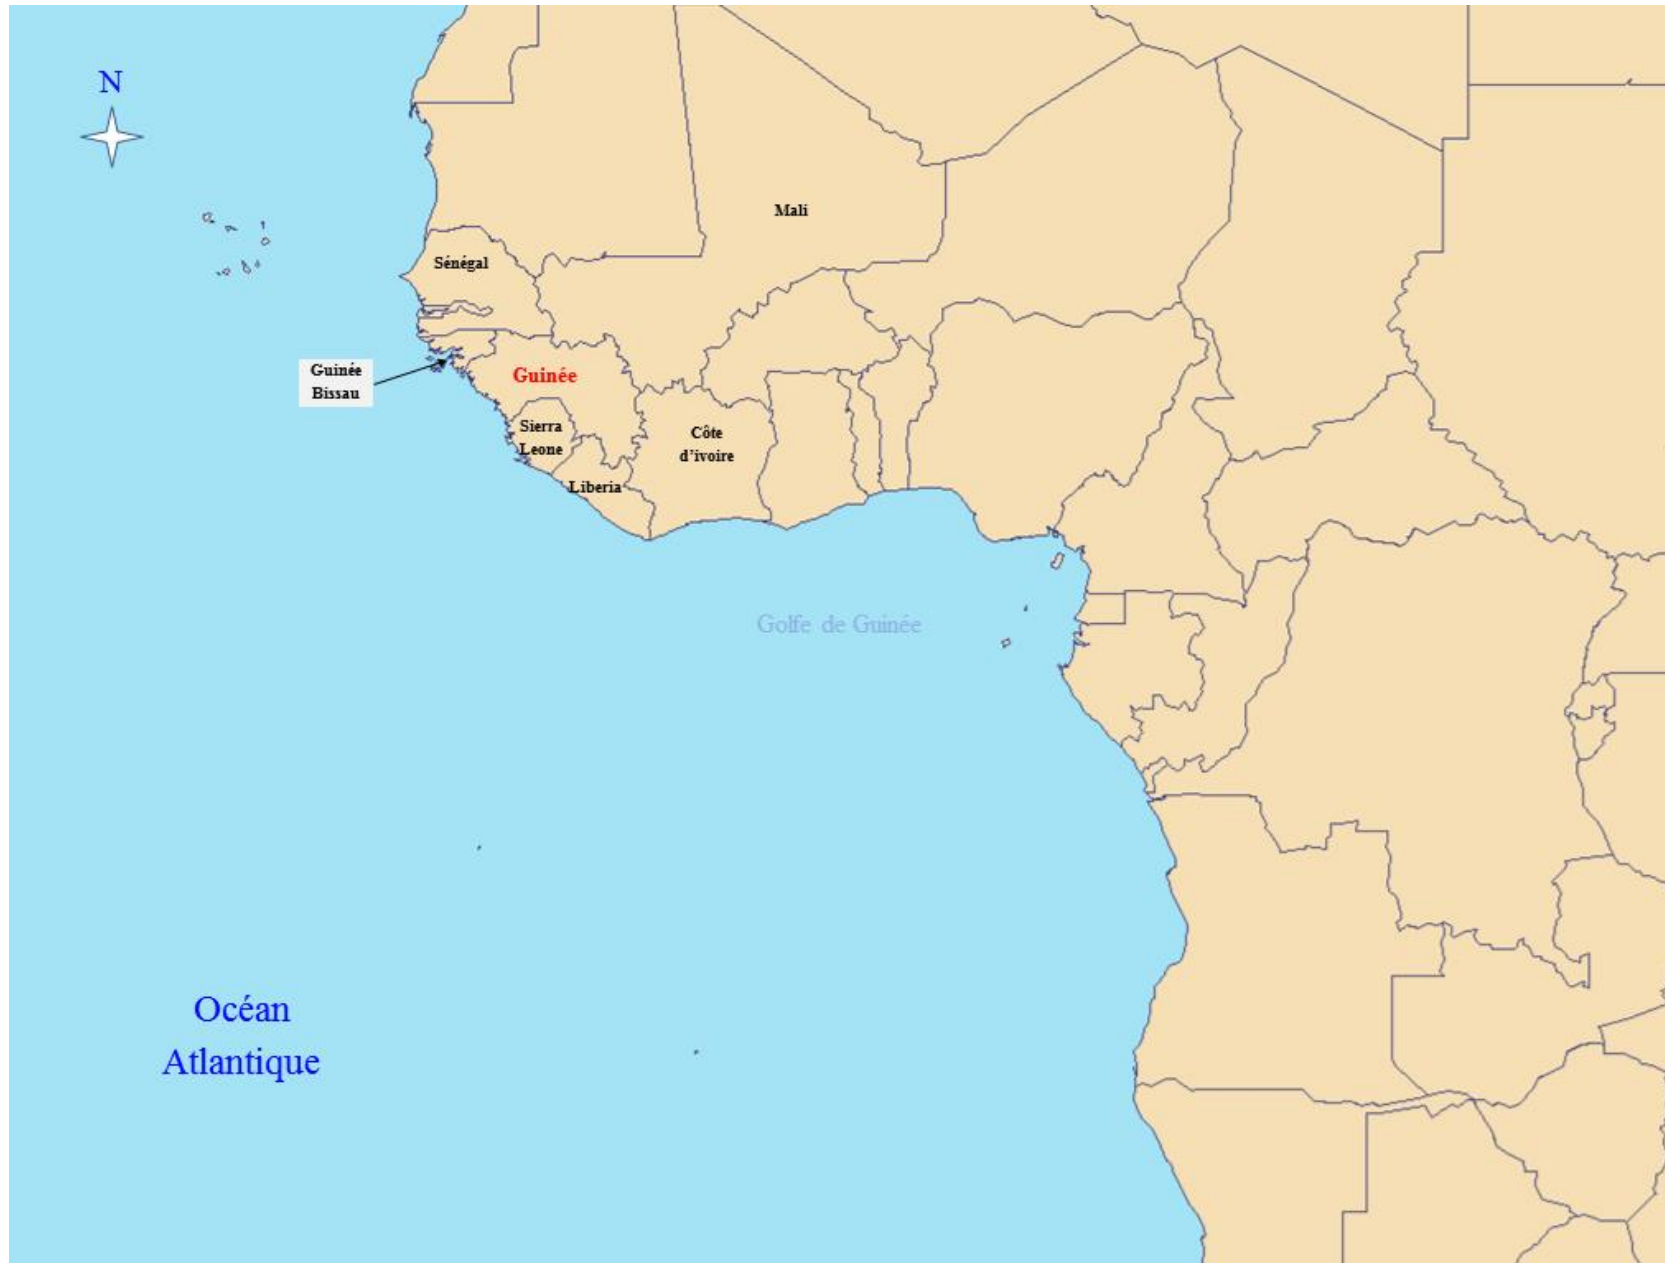 N
Mali
Sénégal
Guinée
Bissau
Guinée
Sierra
Leone
Côte
d’ivoire
Liberia
Golfe de Guinée
Océan
Atlantique